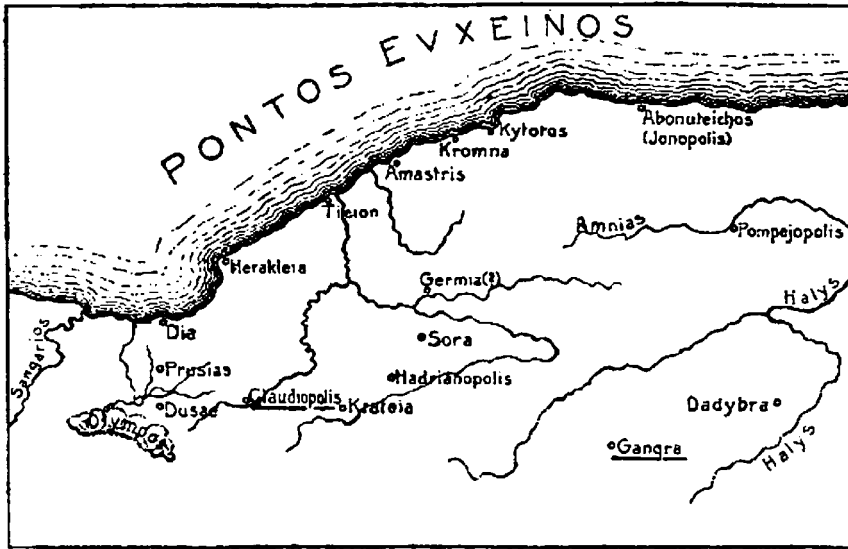 PONTOS EVXEINOS
Abonuteichos
(Jonopolis)
Kytoros
Kromna
Amastris
Tieion
Amnias
Pompejopolis
Herakleia
Germia(?)
Halys
Dia
Sora
Sangarios
Prusias
Hadrianopolis
Claudiopolis
Krateia
Dusae
Olympos
Dadybra
Gangra
Halys